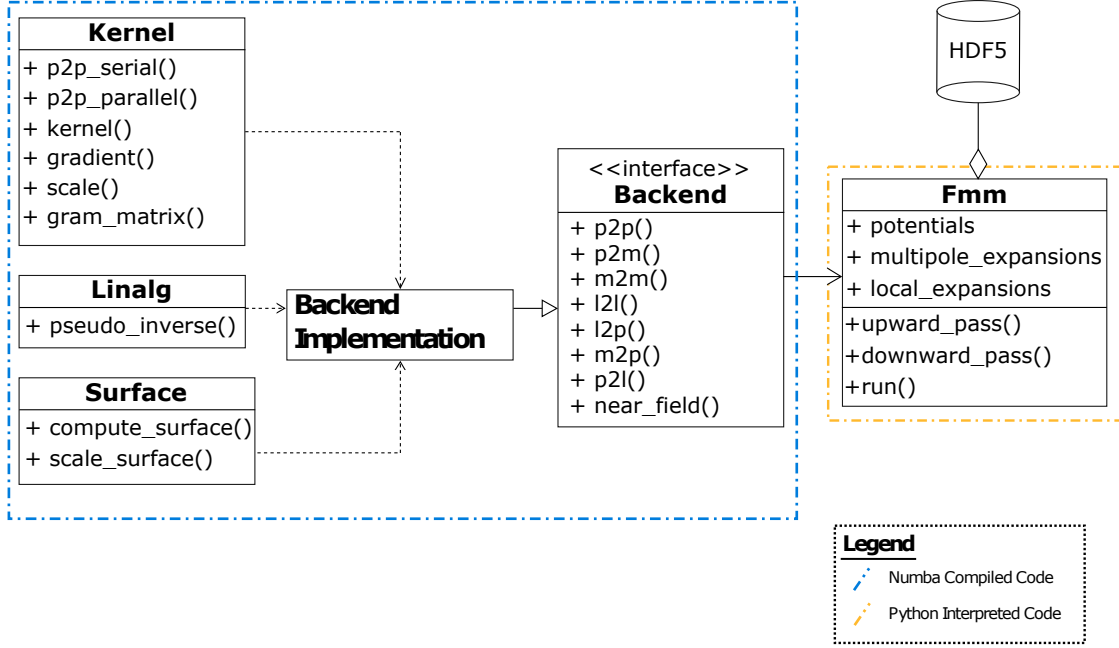 Kernel
+ p2p_serial()
+ p2p_parallel()
+ kernel()
+ gradient()
+ scale()
+ gram_matrix()
Linalg
+ pseudo_inverse()
Surface
+ compute_surface()
+ scale_surface()
Backend
Implementation
<<interface>>
Backend
+ p2p()
+ p2m()
+ m2m()
+ l2l()
+ l2p()
+ m2p()
+ p2l()
+ near_field()
HDF5
Fmm
+ potentials
+ multipole_expansions
+ local_expansions
+upward_pass()
+downward_pass()
+run()
Legend
Numba Compiled Code
Python Interpreted Code